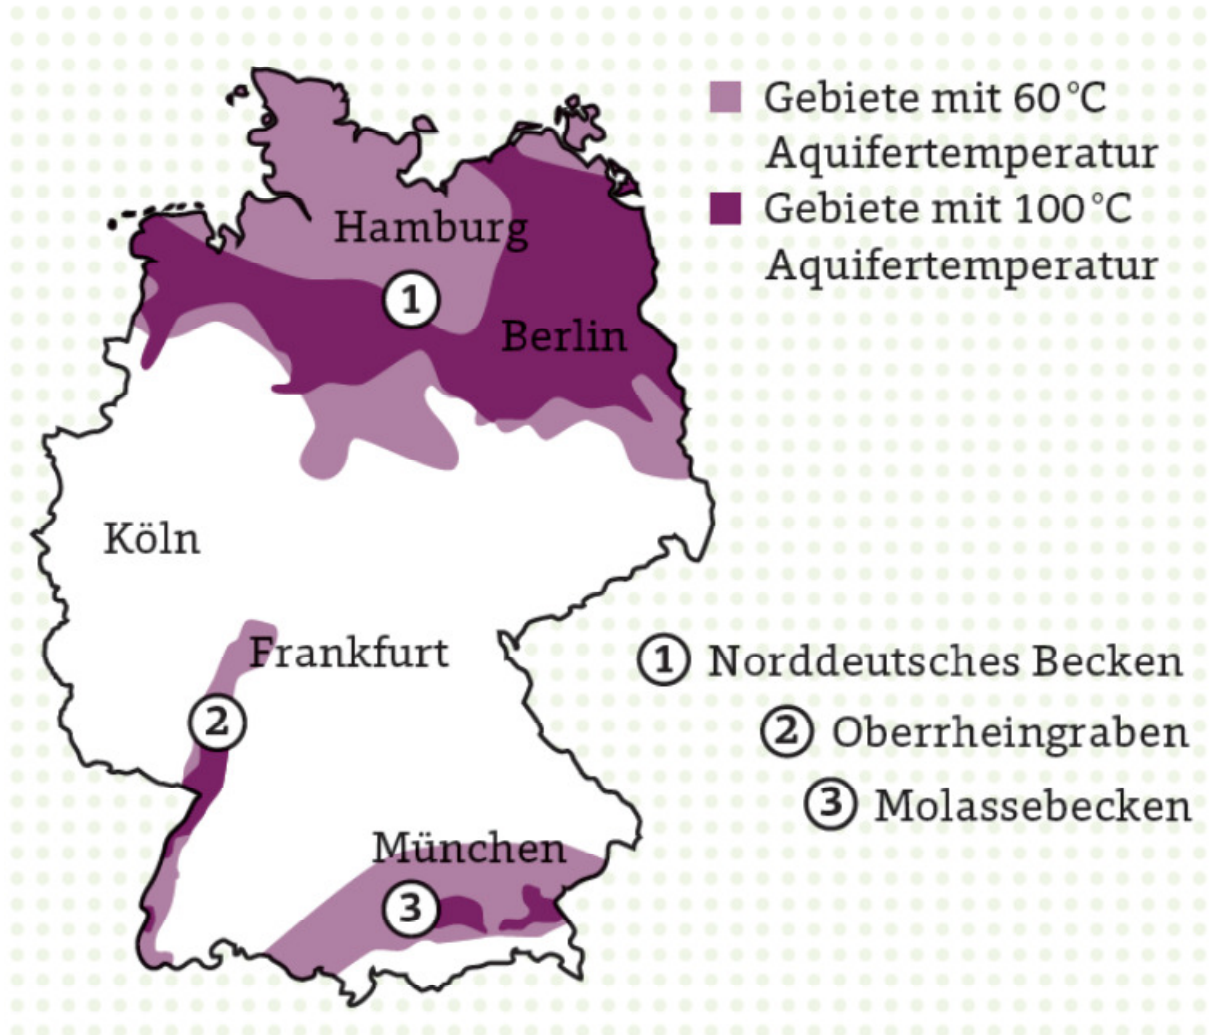 Gebiete mit 60 °C
Aquifertemperatur
Gebiete mit 100 °C
Aquifertemperatur
Hamburg
1
Berlin
Köln
Frankfurt
2
München
3
1 Norddeutsches Becken
2 Oberrheingraben
3 Molassebecken